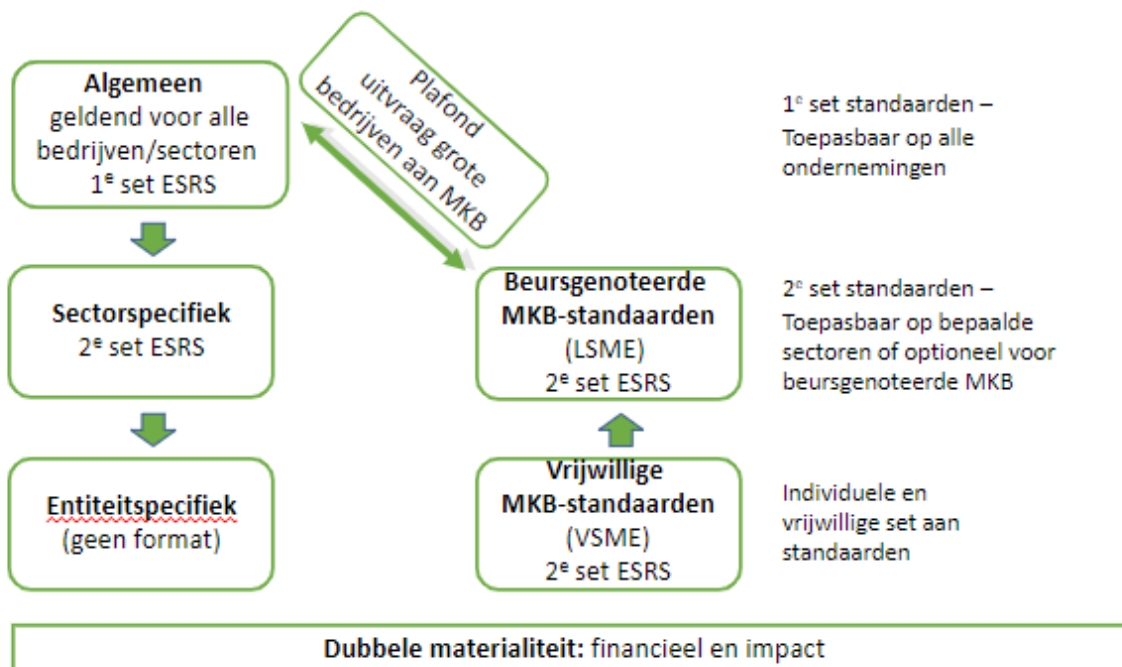 Algemeen
geldend voor alle
bedrijven/sectoren
1e set ESRS
Plafond
uitvraag grote
bedrijven aan MKB
1e set standaarden –
Toepasbaar op alle
ondernemingen
Sectorspecifiek
2e set ESRS
Beursgenoteerde
MKB-standaarden
(LSME)
2e set ESRS
2e set standaarden –
Toepasbaar op bepaalde
sectoren of optioneel voor
beursgenoteerde MKB
Entiteitspecifiek
(geen format)
Vrijwillige
MKB-standaarden
(VSME)
2e set ESRS
Individuele en
vrijwillige set aan
standaarden
Dubbele materialiteit: financieel en impact